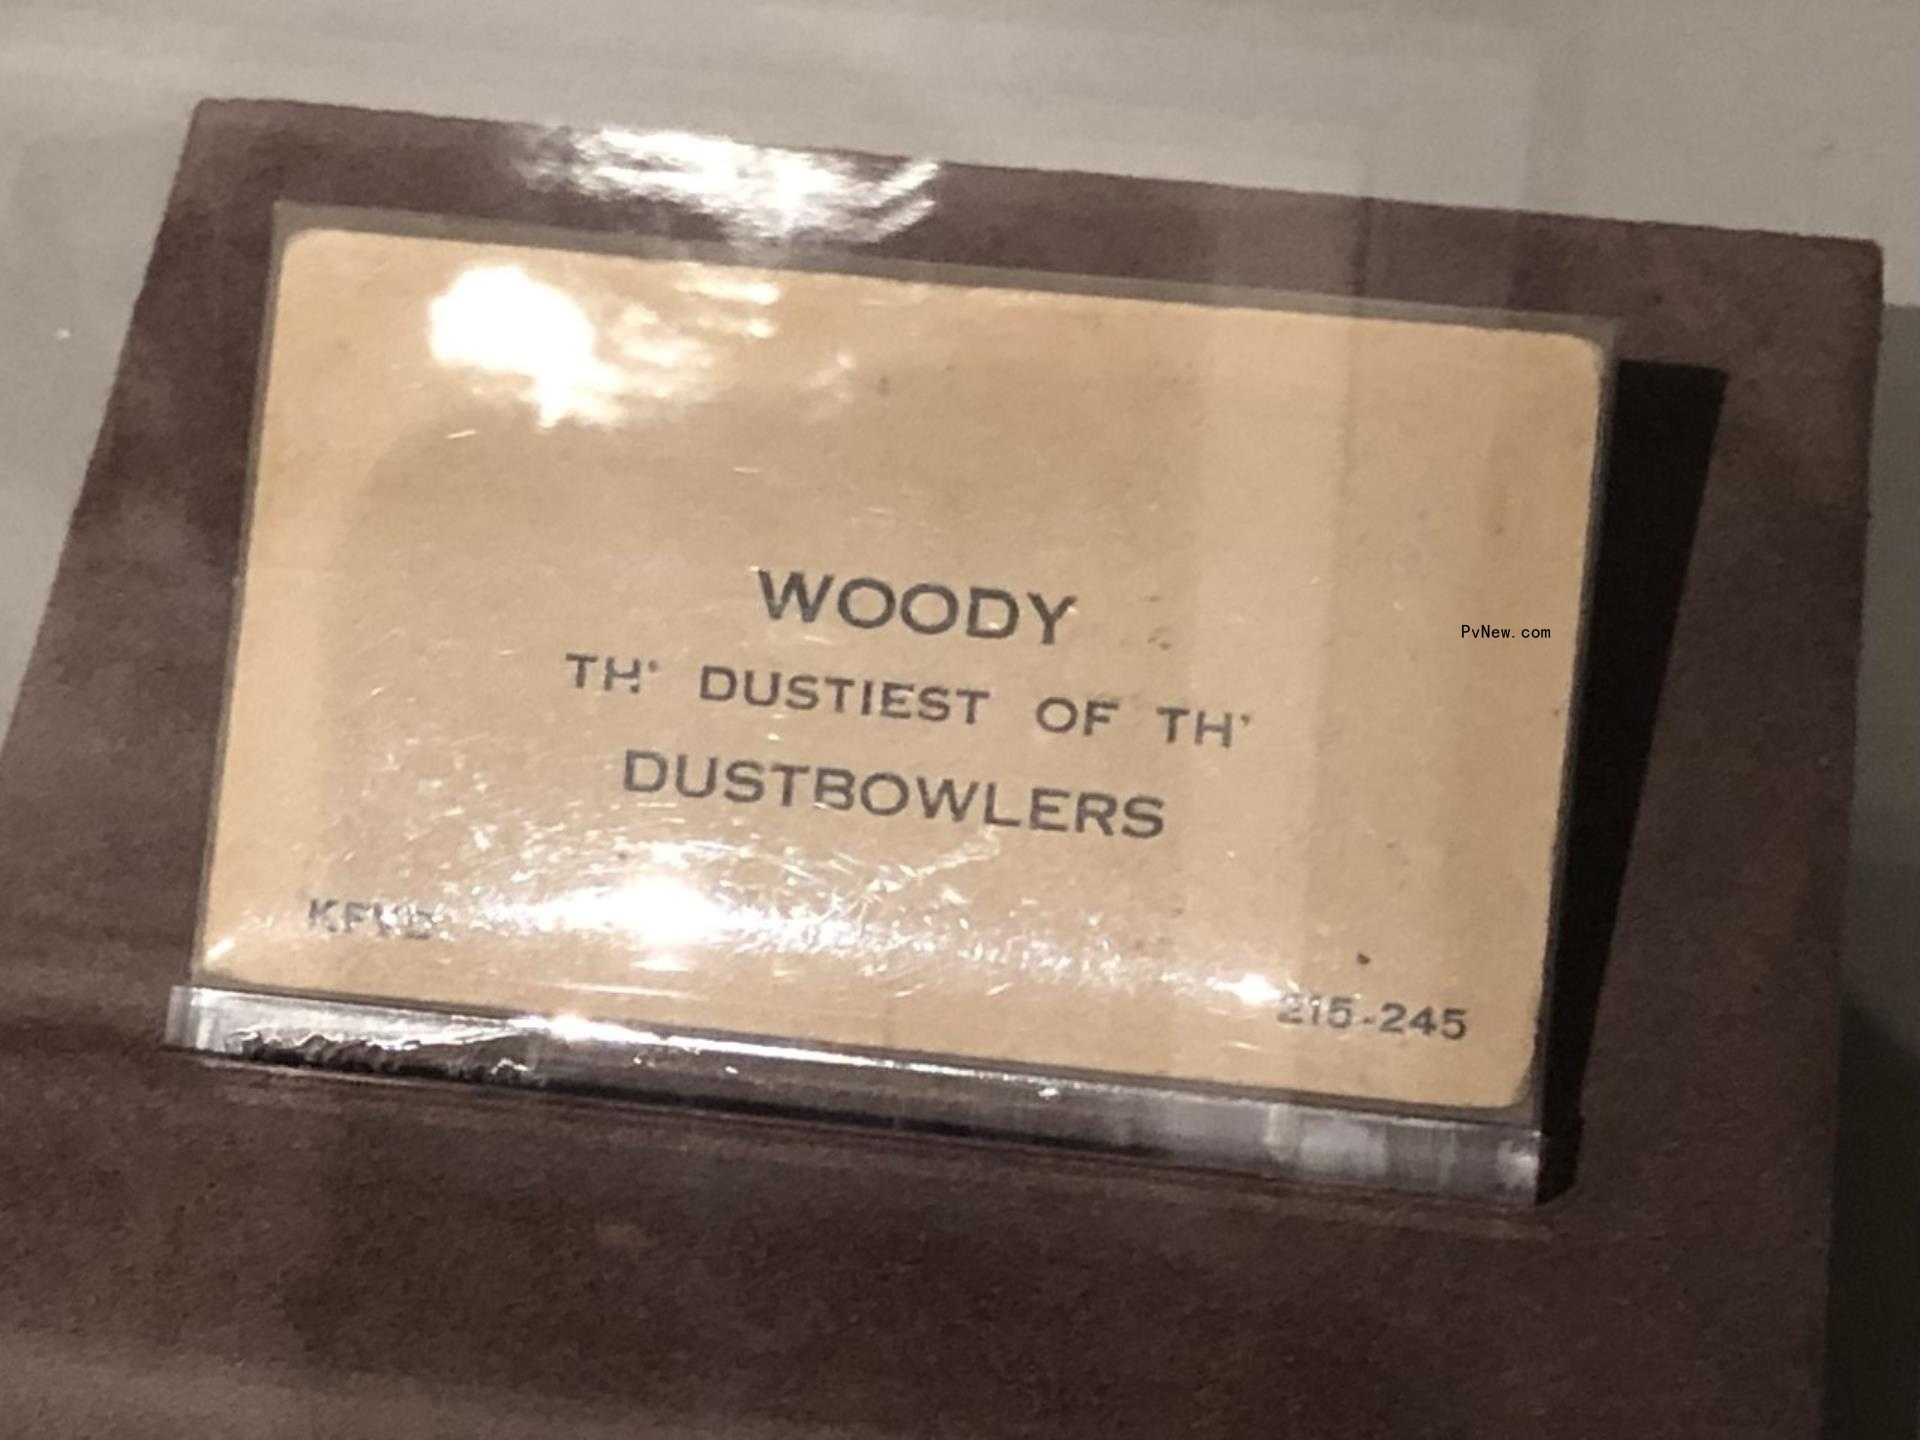 WOODY
TH' DUSTIEST OF TH'
DUSTBOWLERS
215-245
PvNew.com